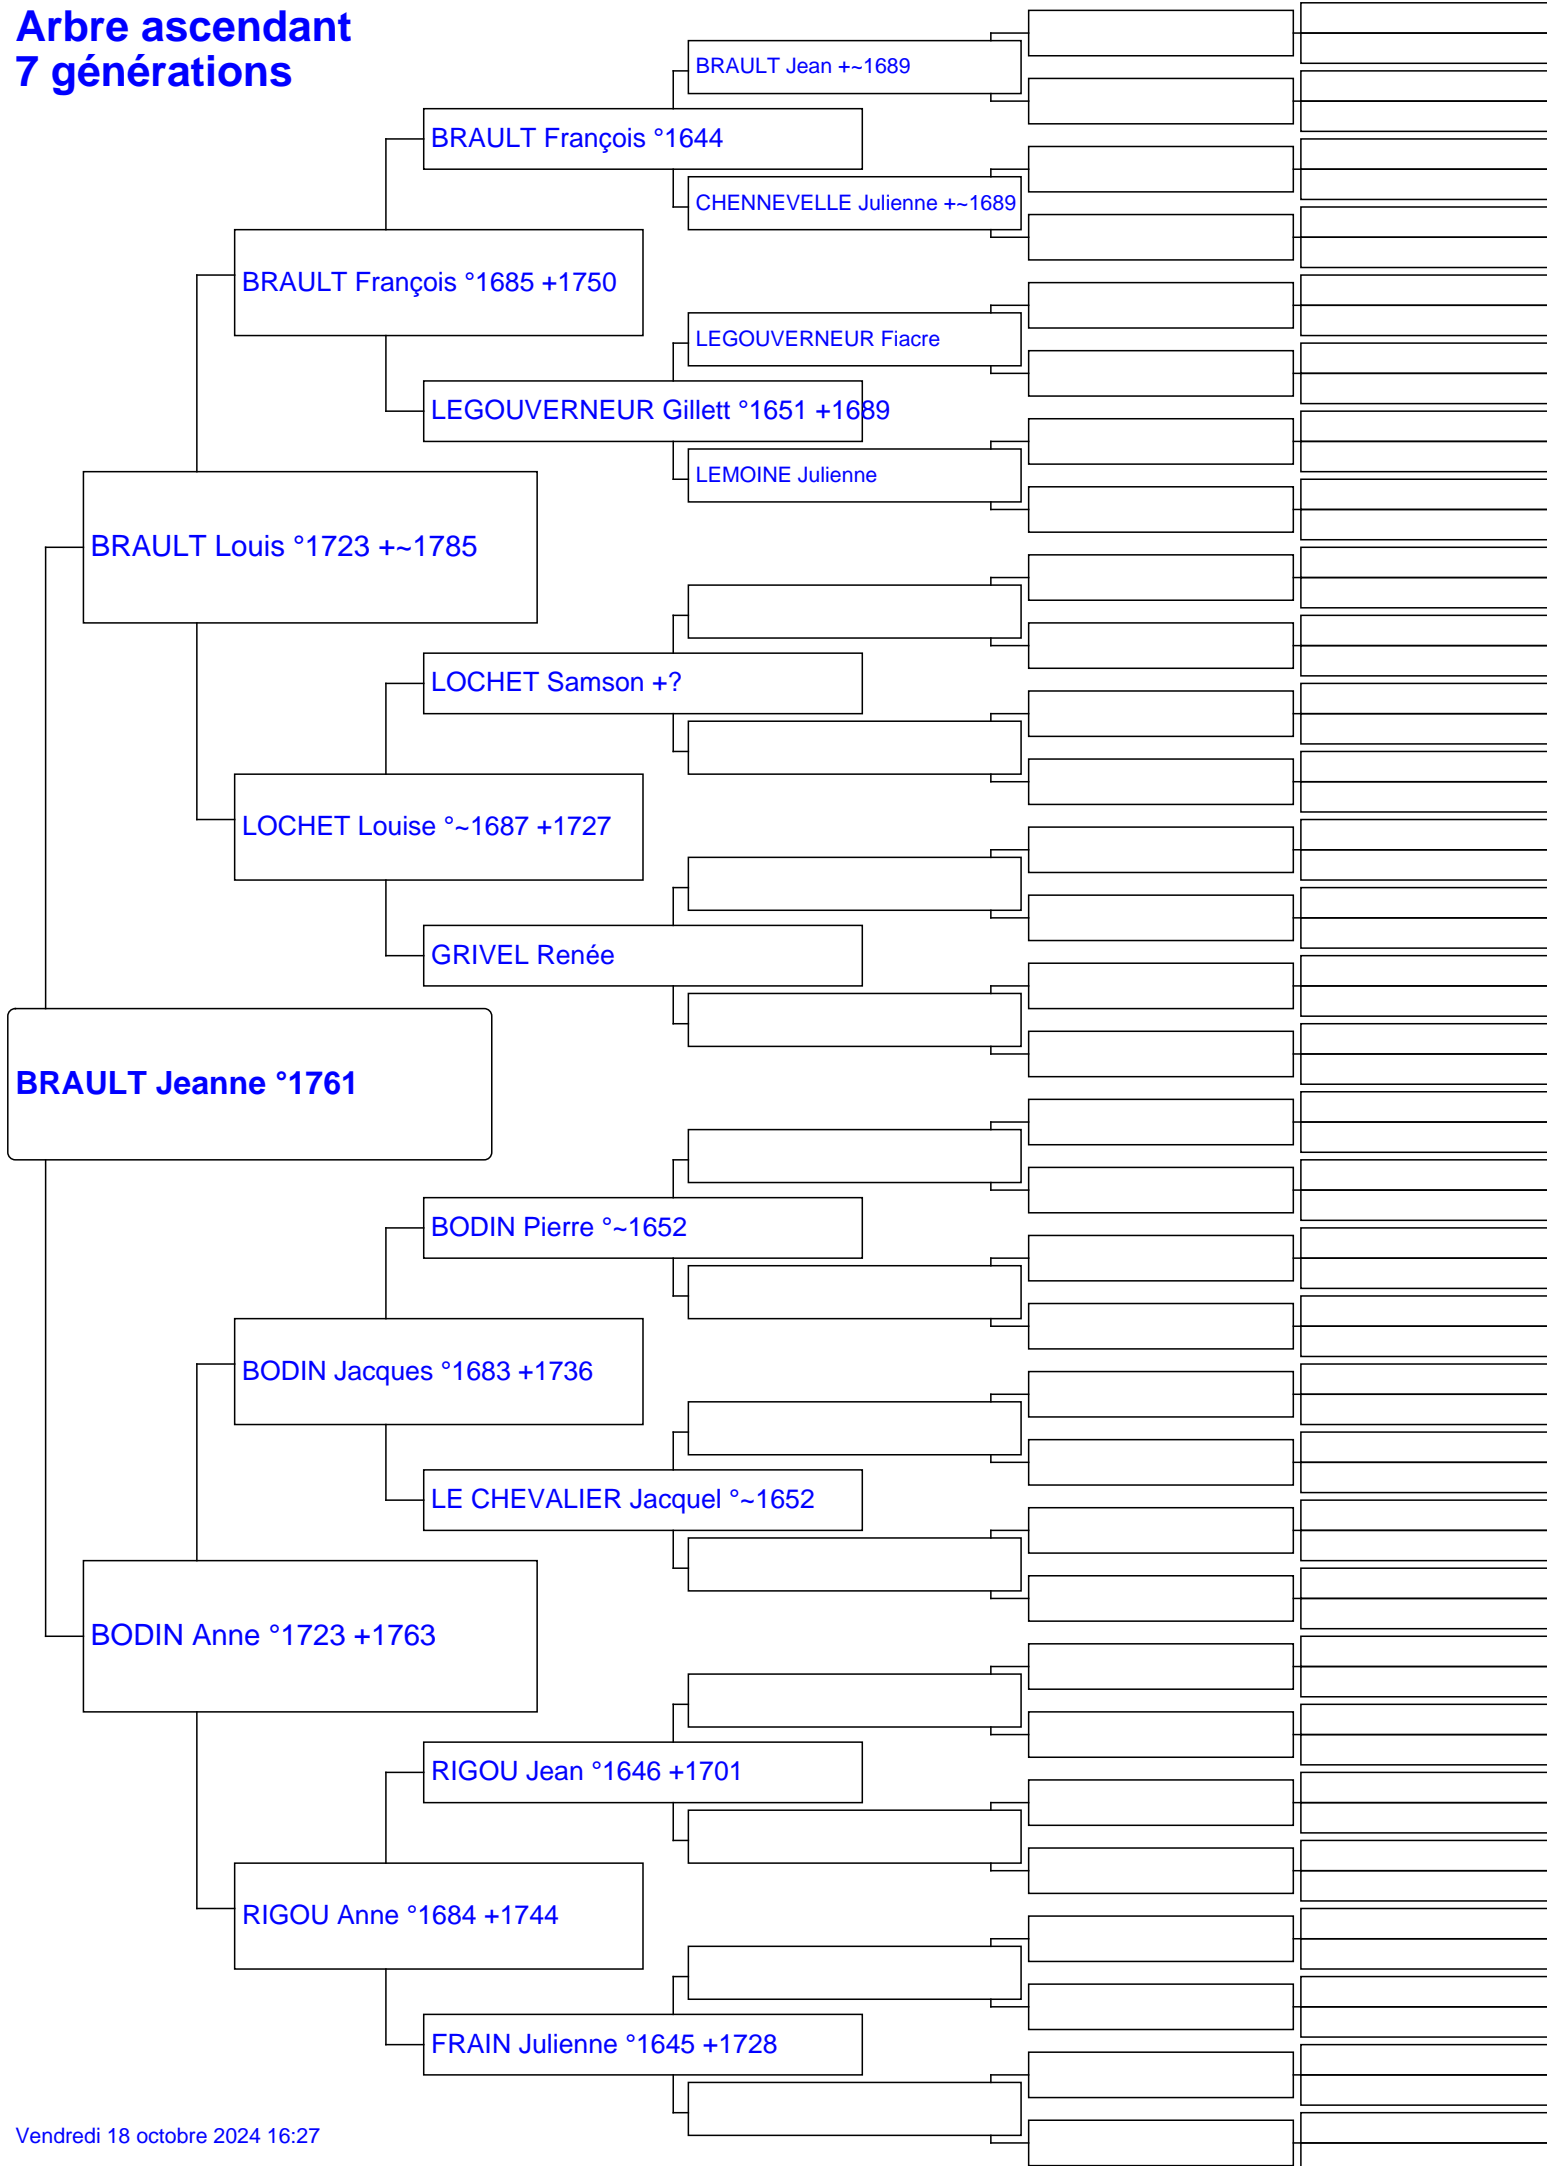 Arbre ascendant
7 générations
BRAULT Jean +~1689
BRAULT François °1644
CHENNEVELLE Julienne +~1689
BRAULT François °1685 +1750
LEGOUVERNEUR Fiacre
LEGOUVERNEUR Gillett °1651 +1689
LEMOINE Julienne
BRAULT Louis °1723 +~1785
LOCHET Samson +?
LOCHET Louise °~1687 +1727
GRIVEL Renée
BRAULT Jeanne °1761
BODIN Pierre °~1652
BODIN Jacques °1683 +1736
LE CHEVALIER Jacquel °~1652
BODIN Anne °1723 +1763
RIGOU Jean °1646 +1701
RIGOU Anne °1684 +1744
FRAIN Julienne °1645 +1728
Vendredi 18 octobre 2024 16:27